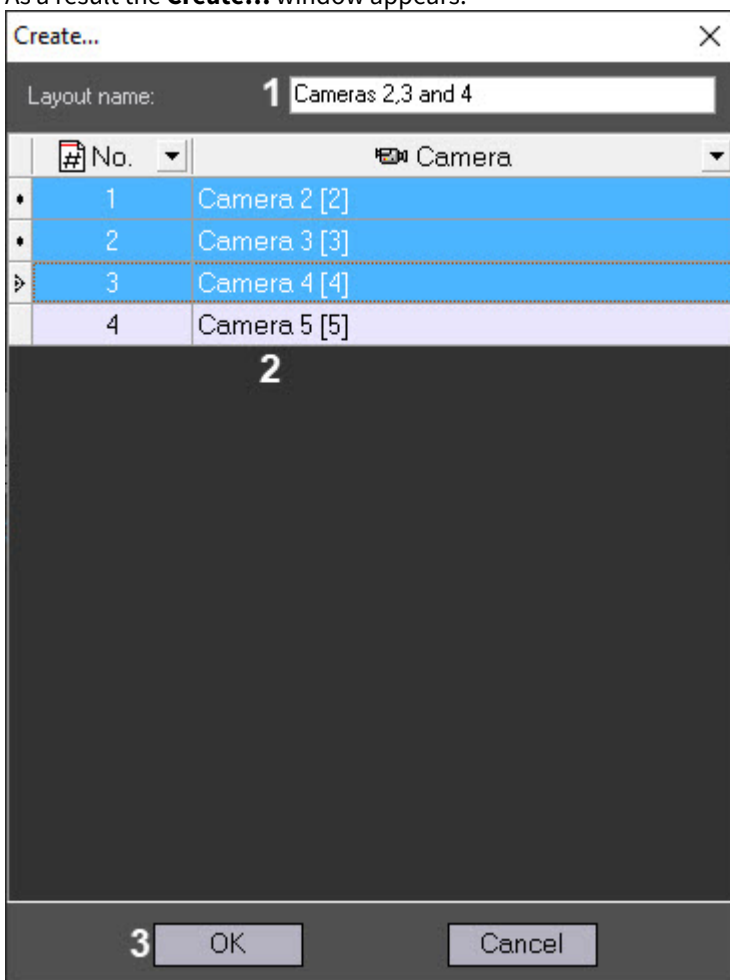 As a result the Create... window appears.
Create...
Layout name: 1 Cameras 2,3 and 4
# No. Camera
1 Camera 2 [2]
2 Camera 3 [3]
3 Camera 4 [4]
4 Camera 5 [5]
2
3 OK Cancel